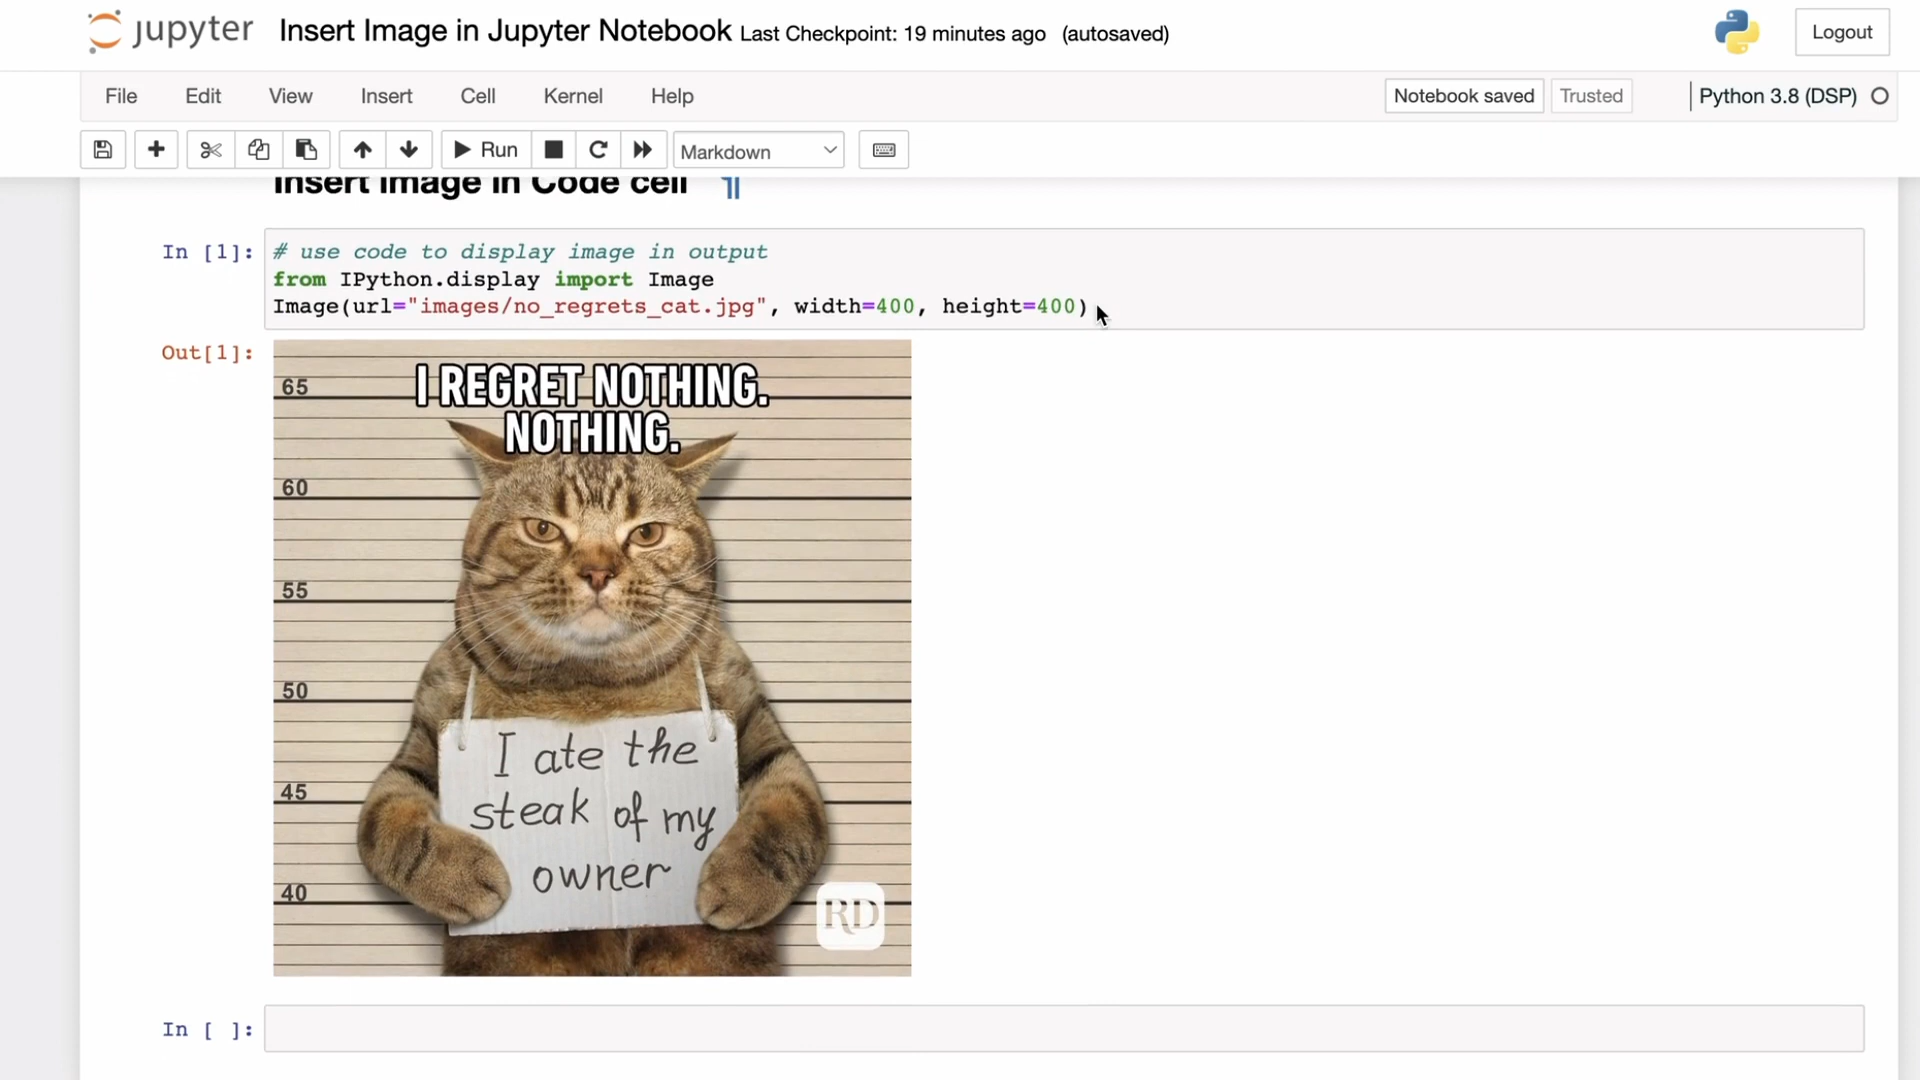 jupyter Insert Image in Jupyter Notebook Last Checkpoint: 19 minutes ago (autosaved) Logout
File Edit View Insert Cell Kernel Help Notebook saved Trusted Python 3.8 (DSP)
Run Markdown
Insert image in Code cell ¶
In [1]: # use code to display image in output
from IPython.display import Image
Image(url="images/no_regrets_cat.jpg", width=400, height=400)
Out[1]:
I REGRET NOTHING.
NOTHING.
65
60
55
50
45
40
I ate the
steak of my
owner
RD
In [ ]: